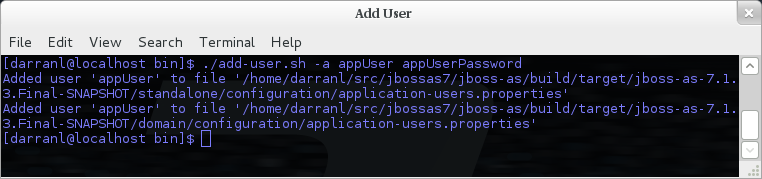 Add User
File Edit View Search Terminal Help
[darranl@localhost bin]$ ./add-user.sh -a appUser appUserPassword
Added user 'appUser' to file '/home/darranl/src/jbossas7/jboss-as/build/target/jboss-as-7.1.
3.Final-SNAPSHOT/standalone/configuration/application-users.properties'
Added user 'appUser' to file '/home/darranl/src/jbossas7/jboss-as/build/target/jboss-as-7.1.
3.Final-SNAPSHOT/domain/configuration/application-users.properties'
[darranl@localhost bin]$